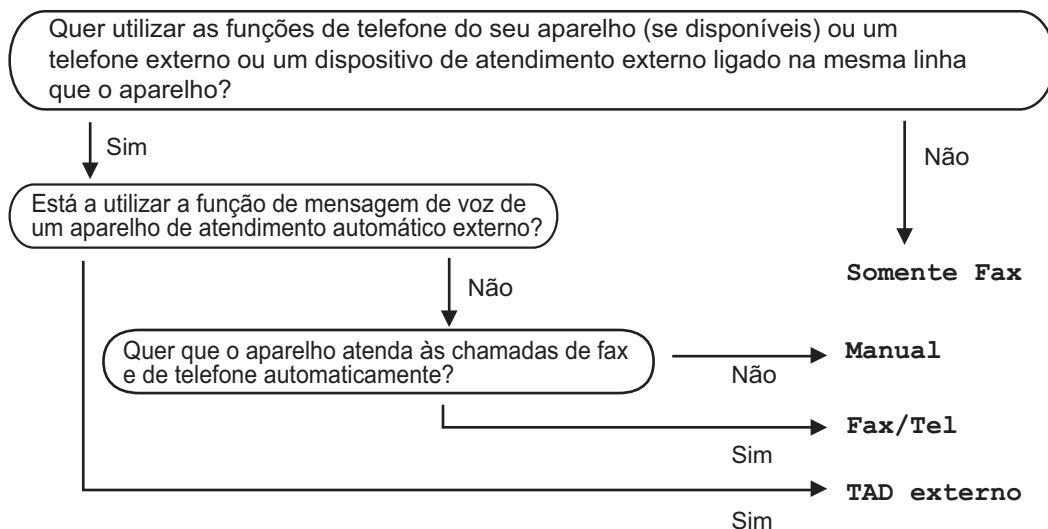 Quer utilizar as funções de telefone do seu aparelho (se disponíveis) ou um
telefone externo ou um dispositivo de atendimento externo ligado na mesma linha
que o aparelho?
Sim
Não
Está a utilizar a função de mensagem de voz de
um aparelho de atendimento automático externo?
Somente Fax
Não
Quer que o aparelho atenda às chamadas de fax
e de telefone automaticamente?
Manual
Não
Fax/Tel
Sim
TAD externo
Sim